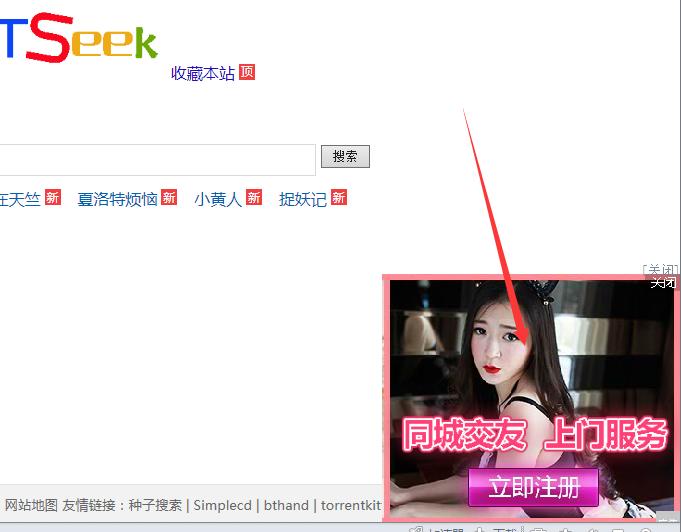 TSeek
收藏本站 顶
搜索
在天竺 新 夏洛特烦恼 新 小黄人 新 捉妖记 新
[关闭]
关闭
同城交友 上门服务
立即注册
网站地图 友情链接：种子搜索 | Simplecd | bthand | torrentkit